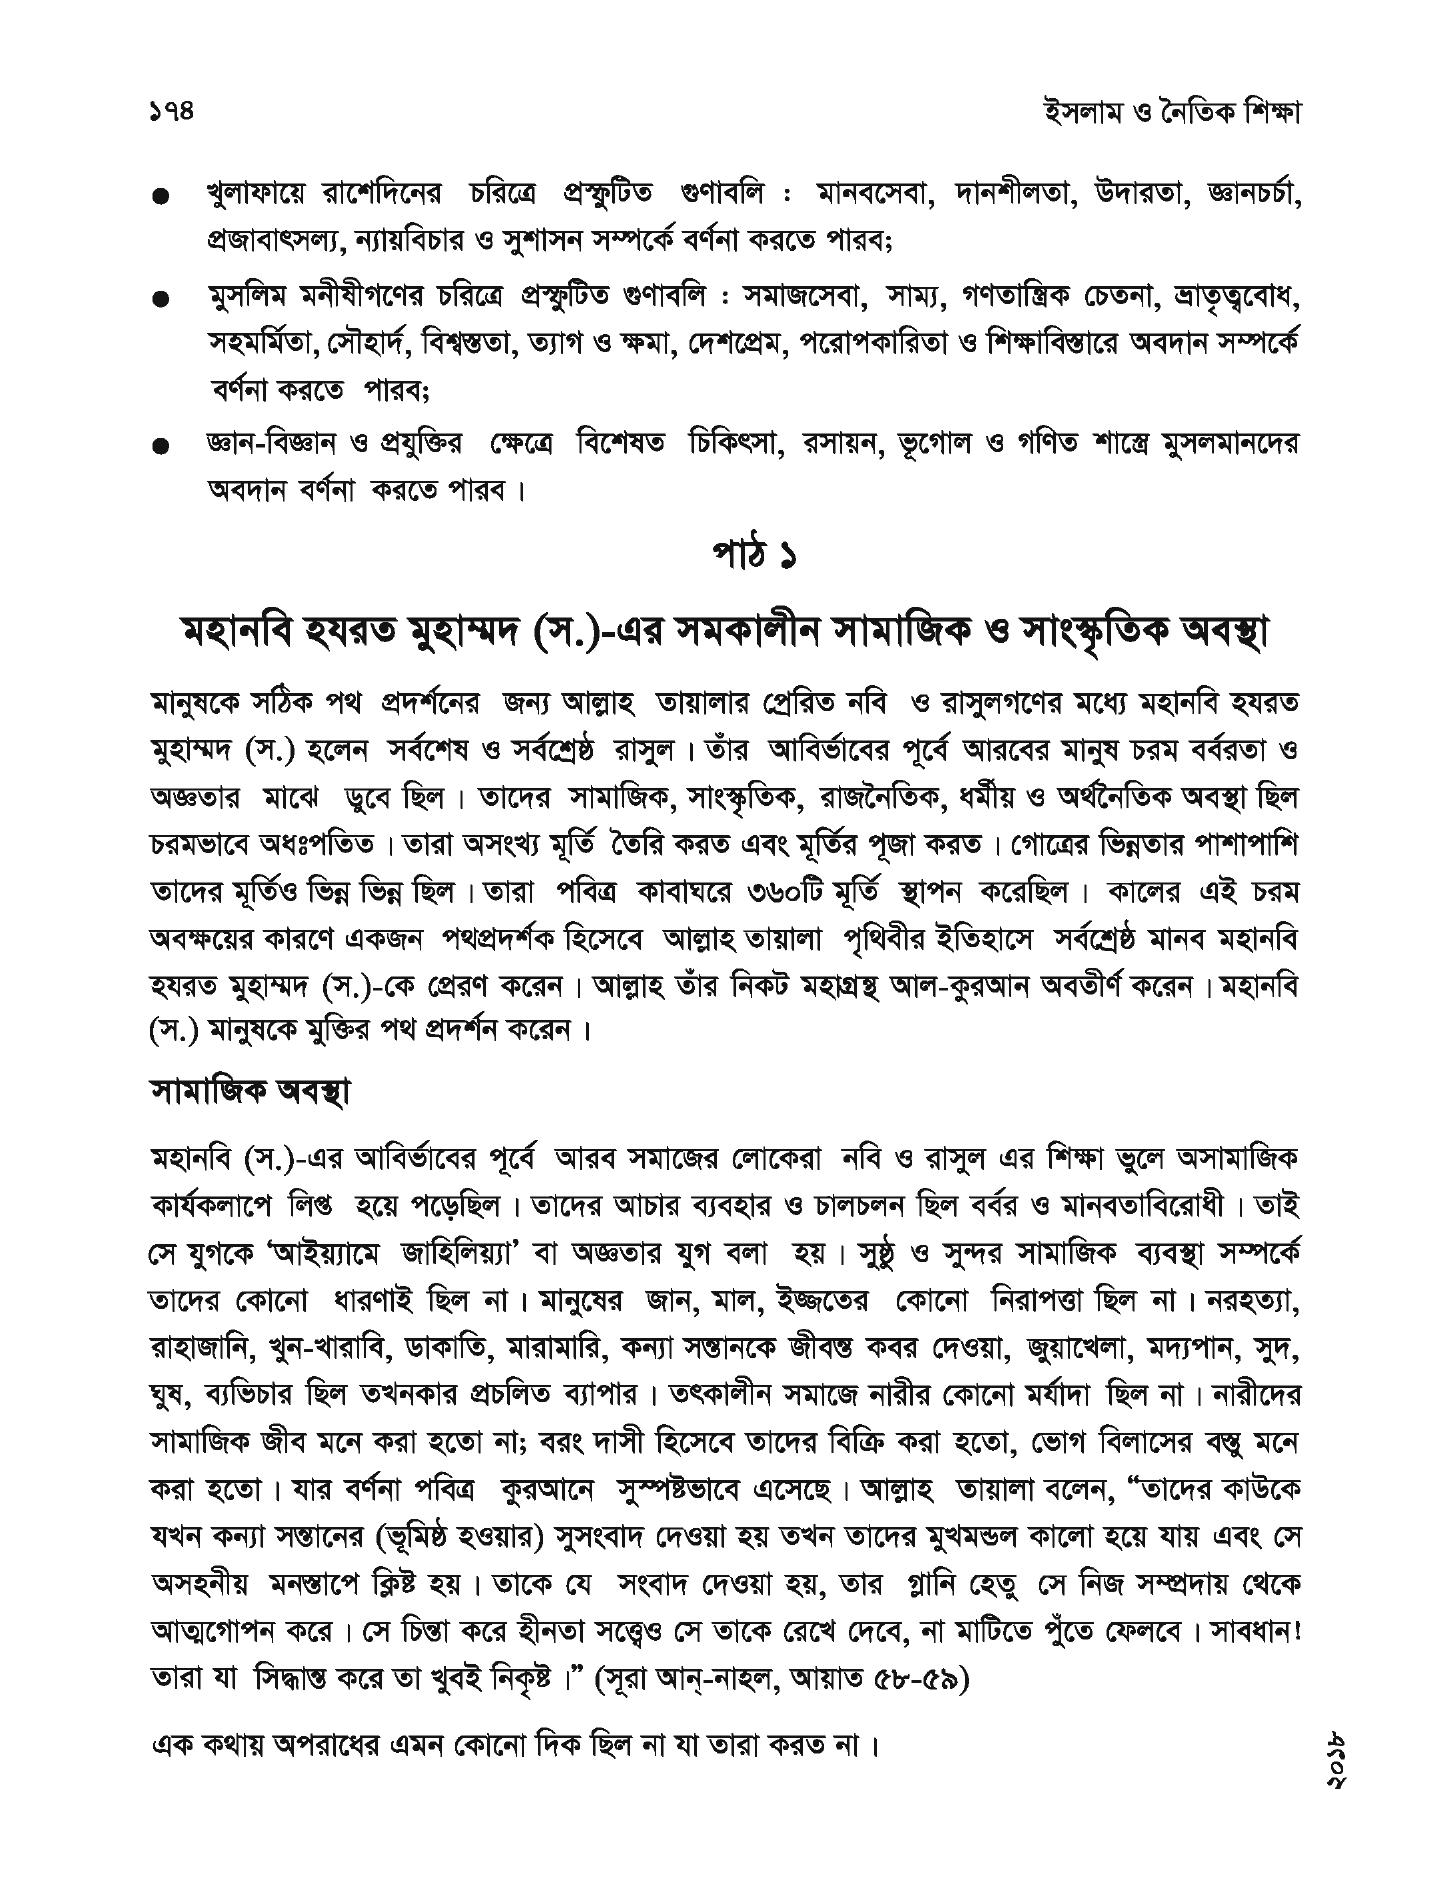 ১৭৪
ইসলাম ও নৈতিক শিক্ষা
● খুলাফায়ে রাশেদিনের চরিত্রে প্রস্ফুটিত গুণাবলি : মানবসেবা, দানশীলতা, উদারতা, জ্ঞানচর্চা,
প্রজাবাৎসল্য, ন্যায়বিচার ও সুশাসন সম্পর্কে বর্ণনা করতে পারব;
● মুসলিম মনীষীগণের চরিত্রে প্রস্ফুটিত গুণাবলি : সমাজসেবা, সাম্য, গণতান্ত্রিক চেতনা, ভ্রাতৃত্ববোধ,
সহমর্মিতা, সৌহার্দ, বিশ্বস্ততা, ত্যাগ ও ক্ষমা, দেশপ্রেম, পরোপকারিতা ও শিক্ষাবিস্তারে অবদান সম্পর্কে
বর্ণনা করতে পারব;
● জ্ঞান-বিজ্ঞান ও প্রযুক্তির ক্ষেত্রে বিশেষত চিকিৎসা, রসায়ন, ভূগোল ও গণিত শাস্ত্রে মুসলমানদের
অবদান বর্ণনা করতে পারব।
পাঠ ১
মহানবি হযরত মুহাম্মদ (স.)-এর সমকালীন সামাজিক ও সাংস্কৃতিক অবস্থা
মানুষকে সঠিক পথ প্রদর্শনের জন্য আল্লাহ তায়ালার প্রেরিত নবি ও রাসুলগণের মধ্যে মহানবি হযরত
মুহাম্মদ (স.) হলেন সর্বশেষ ও সর্বশ্রেষ্ঠ রাসুল। তাঁর আবির্ভাবের পূর্বে আরবের মানুষ চরম বর্বরতা ও
অজ্ঞতার মাঝে ডুবে ছিল। তাদের সামাজিক, সাংস্কৃতিক, রাজনৈতিক, ধর্মীয় ও অর্থনৈতিক অবস্থা ছিল
চরমভাবে অধঃপতিত। তারা অসংখ্য মূর্তি তৈরি করত এবং মূর্তির পূজা করত। গোত্রের ভিন্নতার পাশাপাশি
তাদের মূর্তিও ভিন্ন ভিন্ন ছিল। তারা পবিত্র কাবাঘরে ৩৬০টি মূর্তি স্থাপন করেছিল। কালের এই চরম
অবক্ষয়ের কারণে একজন পথপ্রদর্শক হিসেবে আল্লাহ তায়ালা পৃথিবীর ইতিহাসে সর্বশ্রেষ্ঠ মানব মহানবি
হযরত মুহাম্মদ (স.)-কে প্রেরণ করেন। আল্লাহ তাঁর নিকট মহাগ্রন্থ আল-কুরআন অবতীর্ণ করেন। মহানবি
(স.) মানুষকে মুক্তির পথ প্রদর্শন করেন।
সামাজিক অবস্থা
মহানবি (স.)-এর আবির্ভাবের পূর্বে আরব সমাজের লোকেরা নবি ও রাসুল এর শিক্ষা ভুলে অসামাজিক
কার্যকলাপে লিপ্ত হয়ে পড়েছিল। তাদের আচার ব্যবহার ও চালচলন ছিল বর্বর ও মানবতাবিরোধী। তাই
সে যুগকে ‘আইয়্যামে জাহিলিয়্যা’ বা অজ্ঞতার যুগ বলা হয়। সুষ্ঠু ও সুন্দর সামাজিক ব্যবস্থা সম্পর্কে
তাদের কোনো ধারণাই ছিল না। মানুষের জান, মাল, ইজ্জতের কোনো নিরাপত্তা ছিল না। নরহত্যা,
রাহাজানি, খুন-খারাবি, ডাকাতি, মারামারি, কন্যা সন্তানকে জীবন্ত কবর দেওয়া, জুয়াখেলা, মদ্যপান, সুদ,
ঘুষ, ব্যভিচার ছিল তখনকার প্রচলিত ব্যাপার। তৎকালীন সমাজে নারীর কোনো মর্যাদা ছিল না। নারীদের
সামাজিক জীব মনে করা হতো না; বরং দাসী হিসেবে তাদের বিক্রি করা হতো, ভোগ বিলাসের বস্তু মনে
করা হতো। যার বর্ণনা পবিত্র কুরআনে সুস্পষ্টভাবে এসেছে। আল্লাহ তায়ালা বলেন, “তাদের কাউকে
যখন কন্যা সন্তানের (ভূমিষ্ঠ হওয়ার) সুসংবাদ দেওয়া হয় তখন তাদের মুখমন্ডল কালো হয়ে যায় এবং সে
অসহনীয় মনস্তাপে ক্লিষ্ট হয়। তাকে যে সংবাদ দেওয়া হয়, তার গ্লানি হেতু সে নিজ সম্প্রদায় থেকে
আত্মগোপন করে। সে চিন্তা করে হীনতা সত্ত্বেও সে তাকে রেখে দেবে, না মাটিতে পুঁতে ফেলবে। সাবধান!
তারা যা সিদ্ধান্ত করে তা খুবই নিকৃষ্ট।” (সূরা আন্-নাহল, আয়াত ৫৮-৫৯)
এক কথায় অপরাধের এমন কোনো দিক ছিল না যা তারা করত না।
২০১৮